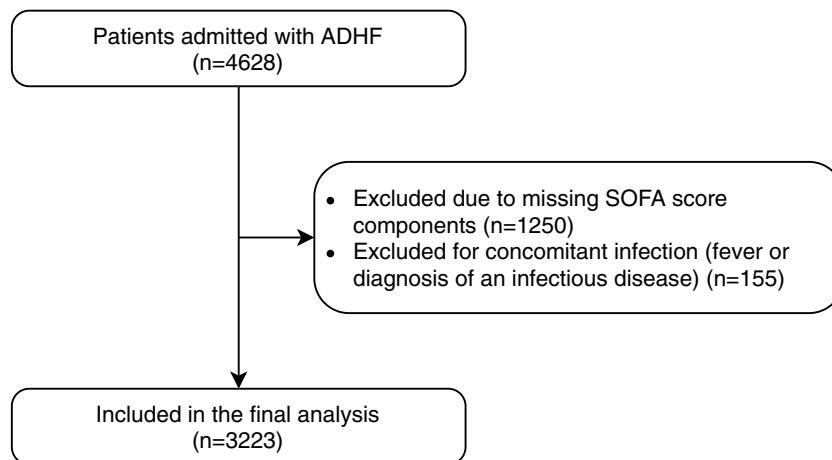 Patients admitted with ADHF
(n=4628)
• Excluded due to missing SOFA score
components (n=1250)
• Excluded for concomitant infection (fever or
diagnosis of an infectious disease) (n=155)
Included in the final analysis
(n=3223)